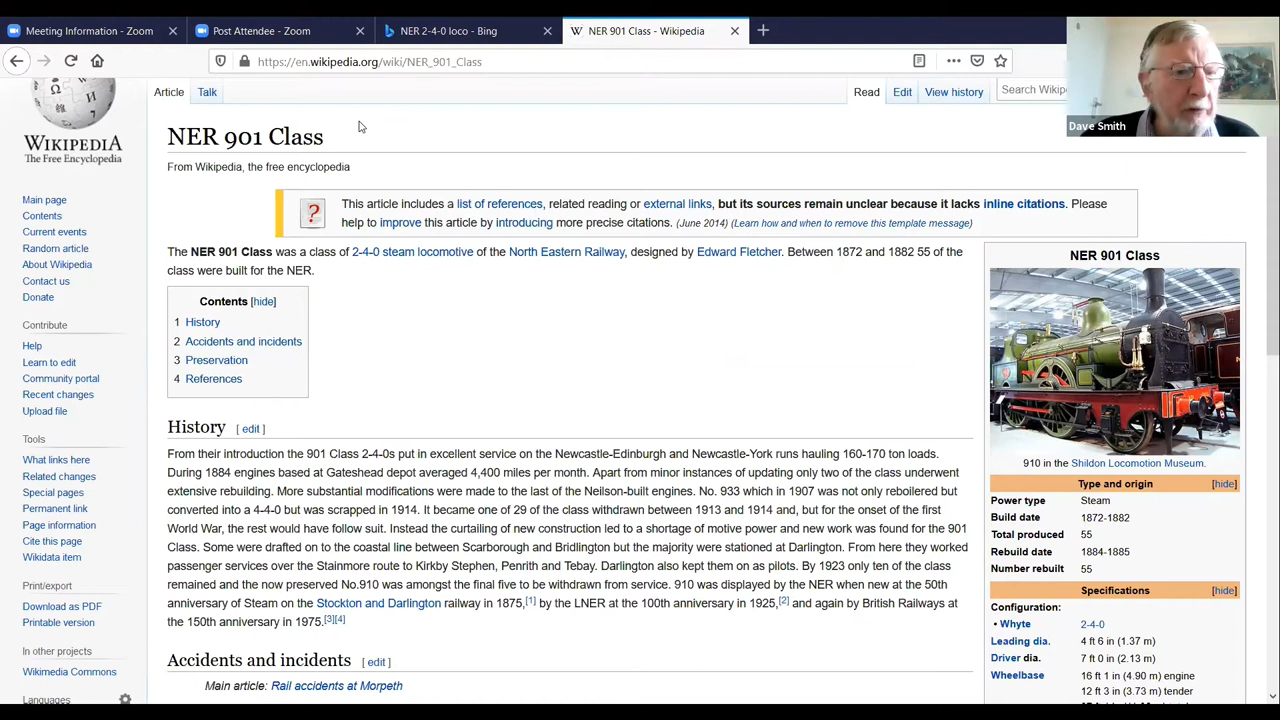 Meeting Information - Zoom
Post Attendee - Zoom
NER 2-4-0 loco - Bing
NER 901 Class - Wikipedia
https://en.wikipedia.org/wiki/NER_901_Class
Dave Smith
WIKIPEDIA
The Free Encyclopedia
Main page
Contents
Current events
Random article
About Wikipedia
Contact us
Donate
Contribute
Help
Learn to edit
Community portal
Recent changes
Upload file
Tools
What links here
Related changes
Special pages
Permanent link
Page information
Cite this page
Wikidata item
Print/export
Download as PDF
Printable version
In other projects
Wikimedia Commons
Languages
Article Talk
Read Edit View history
Search Wikip
NER 901 Class
From Wikipedia, the free encyclopedia
This article includes a list of references, related reading or external links, but its sources remain unclear because it lacks inline citations. Please
help to improve this article by introducing more precise citations. (June 2014) (Learn how and when to remove this template message)
The NER 901 Class was a class of 2-4-0 steam locomotive of the North Eastern Railway, designed by Edward Fletcher. Between 1872 and 1882 55 of the
class were built for the NER.
Contents [hide]
1 History
2 Accidents and incidents
3 Preservation
4 References
History [ edit ]
From their introduction the 901 Class 2-4-0s put in excellent service on the Newcastle-Edinburgh and Newcastle-York runs hauling 160-170 ton loads.
During 1884 engines based at Gateshead depot averaged 4,400 miles per month. Apart from minor instances of updating only two of the class underwent
extensive rebuilding. More substantial modifications were made to the last of the Neilson-built engines. No. 933 which in 1907 was not only reboilered but
converted into a 4-4-0 but was scrapped in 1914. It became one of 29 of the class withdrawn between 1913 and 1914 and, but for the onset of the first
World War, the rest would have follow suit. Instead the curtailing of new construction led to a shortage of motive power and new work was found for the 901
Class. Some were drafted on to the coastal line between Scarborough and Bridlington but the majority were stationed at Darlington. From here they worked
passenger services over the Stainmore route to Kirkby Stephen, Penrith and Tebay. Darlington also kept them on as pilots. By 1923 only ten of the class
remained and the now preserved No.910 was amongst the final five to be withdrawn from service. 910 was displayed by the NER when new at the 50th
anniversary of Steam on the Stockton and Darlington railway in 1875,[1] by the LNER at the 100th anniversary in 1925,[2] and again by British Railways at
the 150th anniversary in 1975.[3][4]
Accidents and incidents [ edit ]
Main article: Rail accidents at Morpeth
NER 901 Class
910 in the Shildon Locomotion Museum.
Type and origin [hide]
Power type Steam
Build date 1872-1882
Total produced 55
Rebuild date 1884-1885
Number rebuilt 55
Specifications [hide]
Configuration:
• Whyte 2-4-0
Leading dia. 4 ft 6 in (1.37 m)
Driver dia. 7 ft 0 (2.13 m)
Wheelbase 16 ft 1 (4.90 m) engine
12 ft 3 (3.73 m) tender